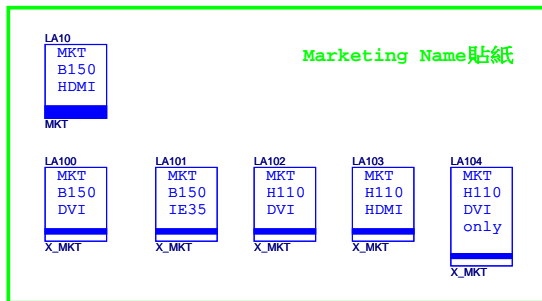 LA10
MKT
B150
HDMI
MKT
Marketing Name貼紙
LA100
MKT
B150
DVI
X_MKT
LA101
MKT
B150
IE35
X_MKT
LA102
MKT
H110
DVI
X_MKT
LA103
MKT
H110
HDMI
X_MKT
LA104
MKT
H110
DVI
only
X_MKT